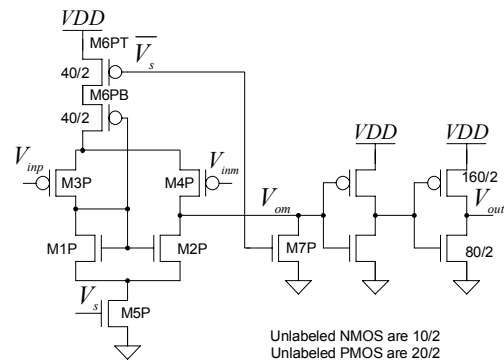 VDD
M6PT
V̅s
40/2
M6PB
40/2
VDD
VDD
Vinp
M3P
M4P
Vinm
Vom
160/2
Vout
M1P
M2P
M7P
80/2
Vs
M5P
Unlabeled NMOS are 10/2
Unlabeled PMOS are 20/2